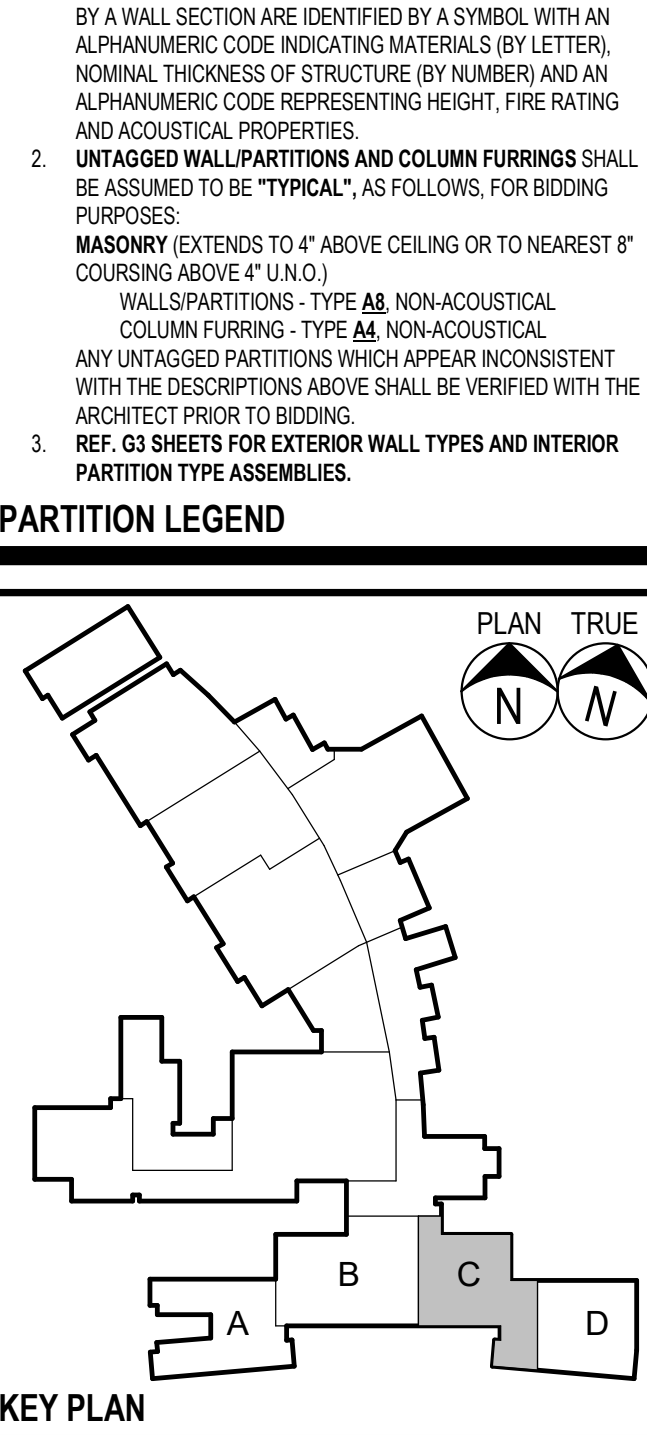 BY A WALL SECTION ARE IDENTIFIED BY A SYMBOL WITH AN
ALPHANUMERIC CODE INDICATING MATERIALS (BY LETTER),
NOMINAL THICKNESS OF STRUCTURE (BY NUMBER) AND AN
ALPHANUMERIC CODE REPRESENTING HEIGHT, FIRE RATING
AND ACOUSTICAL PROPERTIES.
2. UNTAGGED WALL/PARTITIONS AND COLUMN FURRINGS SHALL
BE ASSUMED TO BE "TYPICAL", AS FOLLOWS, FOR BIDDING
PURPOSES:
MASONRY (EXTENDS TO 4" ABOVE CEILING OR TO NEAREST 8"
COURSING ABOVE 4" U.N.O.)
WALLS/PARTITIONS - TYPE A8, NON-ACOUSTICAL
COLUMN FURRING - TYPE A4, NON-ACOUSTICAL
ANY UNTAGGED PARTITIONS WHICH APPEAR INCONSISTENT
WITH THE DESCRIPTIONS ABOVE SHALL BE VERIFIED WITH THE
ARCHITECT PRIOR TO BIDDING.
3. REF. G3 SHEETS FOR EXTERIOR WALL TYPES AND INTERIOR
PARTITION TYPE ASSEMBLIES.
PARTITION LEGEND
PLAN TRUE
N N
B C
A D
KEY PLAN